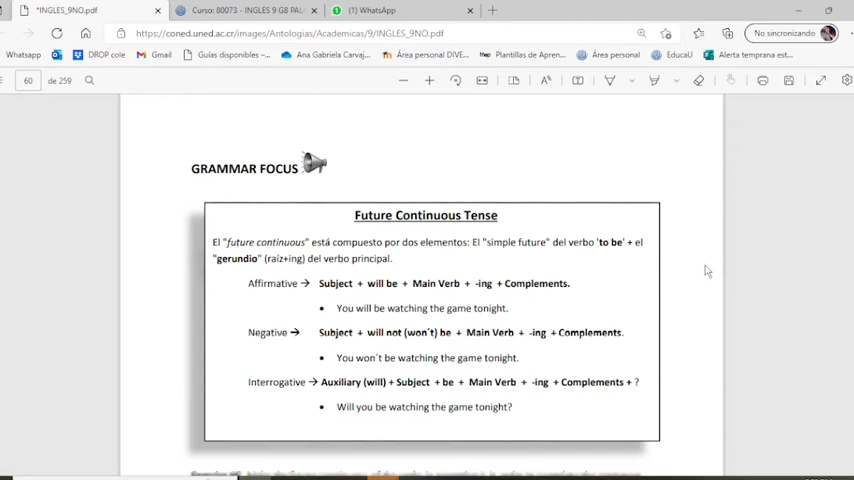 *INGLES_9NO.pdf
Curso: 80073 - INGLES 9 G8 PAL
(1) WhatsApp
https://coned.uned.ac.cr/images/Antologias/Academicas/9/INGLES_9NO.pdf
No sincronizando
Whatsapp
DROP cole
Gmail
Guías disponibles –...
Ana Gabriela Carvaj...
Área personal DIVE...
Plantillas de Aprend...
Área personal
EducaU
Alerta temprana est...
60 de 259
GRAMMAR FOCUS
Future Continuous Tense
El "future continuous" está compuesto por dos elementos: El "simple future" del verbo 'to be' + el
"gerundio" (raíz+ing) del verbo principal.
Affirmative → Subject + will be + Main Verb + -ing + Complements.
• You will be watching the game tonight.
Negative → Subject + will not (won´t) be + Main Verb + -ing + Complements.
• You won´t be watching the game tonight.
Interrogative → Auxiliary (will) + Subject + be + Main Verb + -ing + Complements + ?
• Will you be watching the game tonight?